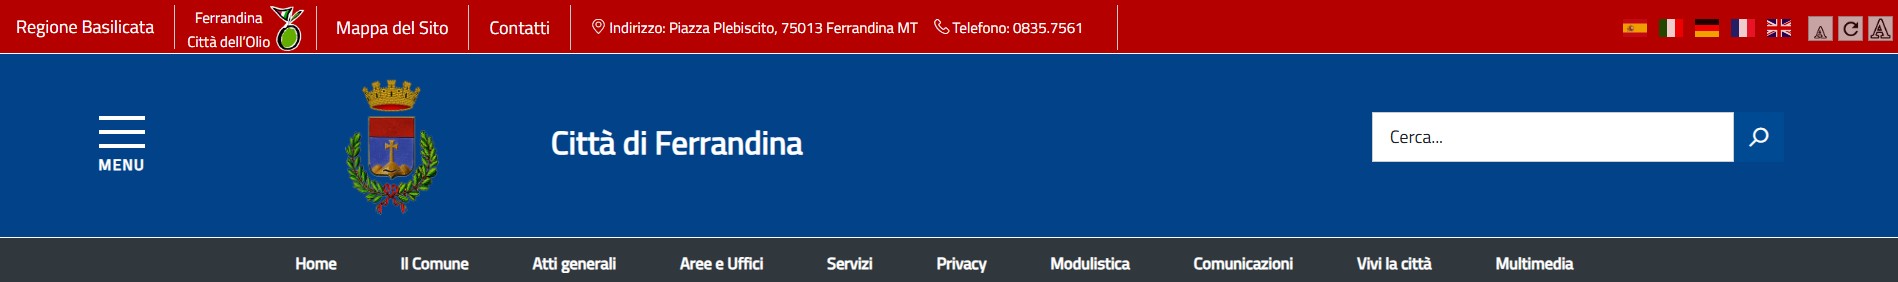 Regione Basilicata
Ferrandina
Città dell'Olio
Mappa del Sito
Contatti
Indirizzo: Piazza Plebiscito, 75013 Ferrandina MT
Telefono: 0835.7561
A
A
MENU
Città di Ferrandina
Cerca...
Home Il Comune Atti generali Aree e Uffici Servizi Privacy Modulistica Comunicazioni Vivi la città Multimedia